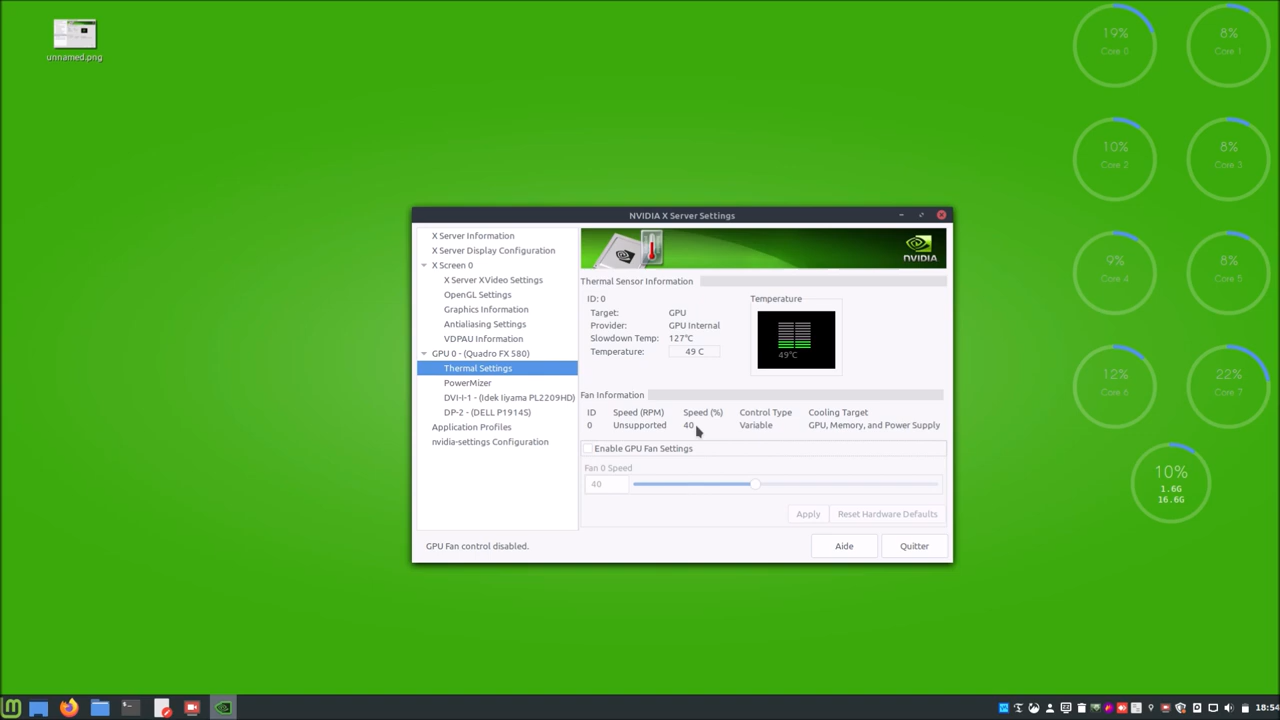 unnamed.png
19%
Core 0
8%
Core 1
10%
Core 2
8%
Core 3
9%
Core 4
8%
Core 5
12%
Core 6
22%
Core 7
10%
1.6G
16.6G
NVIDIA X Server Settings
X Server Information
X Server Display Configuration
X Screen 0
X Server XVideo Settings
OpenGL Settings
Graphics Information
Antialiasing Settings
VDPAU Information
GPU 0 - (Quadro FX 580)
Thermal Settings
PowerMizer
DVI-I-1 - (Idek Iiyama PL2209HD)
DP-2 - (DELL P1914S)
Application Profiles
nvidia-settings Configuration
NVIDIA
Thermal Sensor Information
ID: 0
Target: GPU
Provider: GPU Internal
Slowdown Temp: 127°C
Temperature: 49 C
Temperature
49°C
Fan Information
ID Speed (RPM) Speed (%) Control Type Cooling Target
0 Unsupported 40 Variable GPU, Memory, and Power Supply
Enable GPU Fan Settings
Fan 0 Speed
40
Apply Reset Hardware Defaults
GPU Fan control disabled.
Aide Quitter
18:54